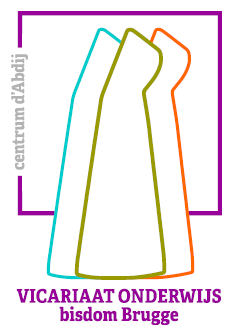 centrum d'Abdij
VICARIAAT ONDERWIJS
bisdom Brugge